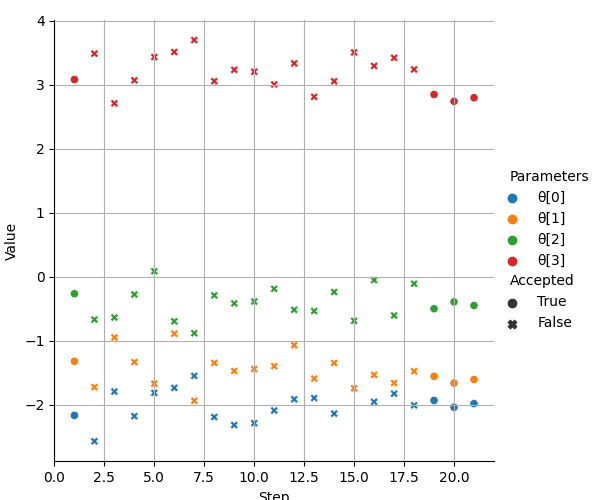 4
3
2
1
0
−1
−2
Value
0.0 2.5 5.0 7.5 10.0 12.5 15.0 17.5 20.0
Step
Parameters
θ[0]
θ[1]
θ[2]
θ[3]
Accepted
True
False